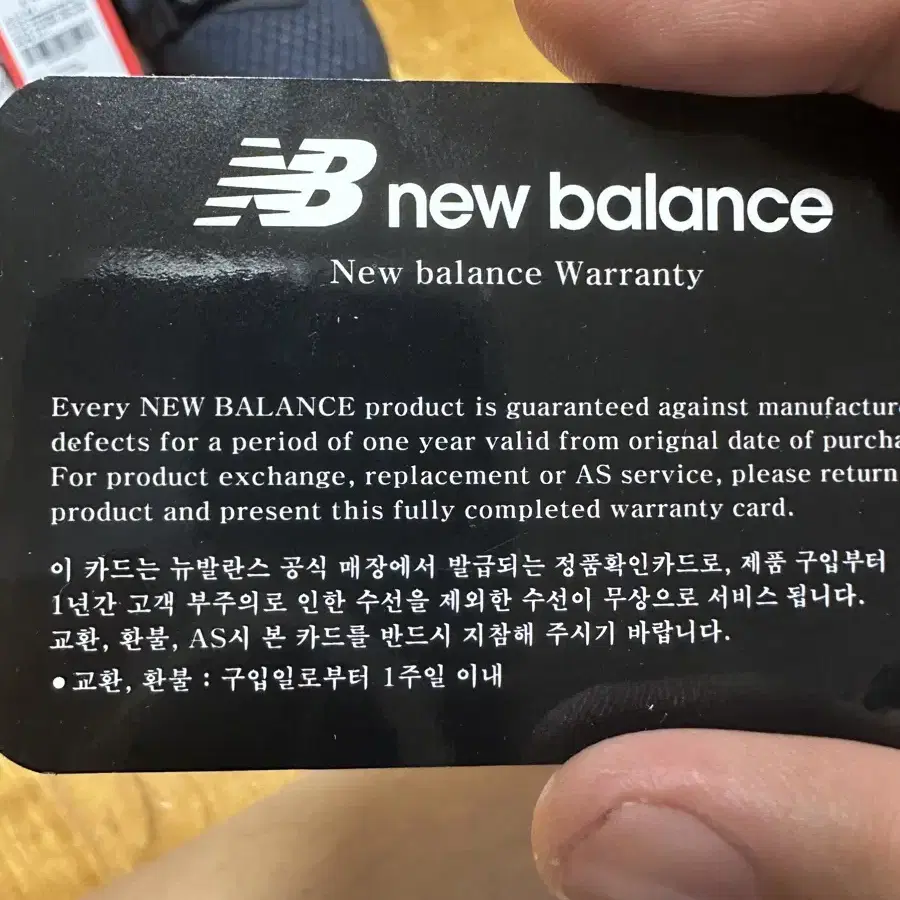 NB new balance
New balance Warranty
Every NEW BALANCE product is guaranteed against
defects for a period of one year valid from orignal date of
For product exchange, replacement or AS service, please return
product and present this fully completed warranty card.
이 카드는 뉴발란스 공식 매장에서 발급되는 정품확인카드로, 제품 구입부터
1년간 고객 부주의로 인한 수선을 제외한 수선이 무상으로 서비스 됩니다.
교환, 환불, AS시 본 카드를 반드시 지참해 주시기 바랍니다.
● 교환, 환불 : 구입일로부터 1주일 이내